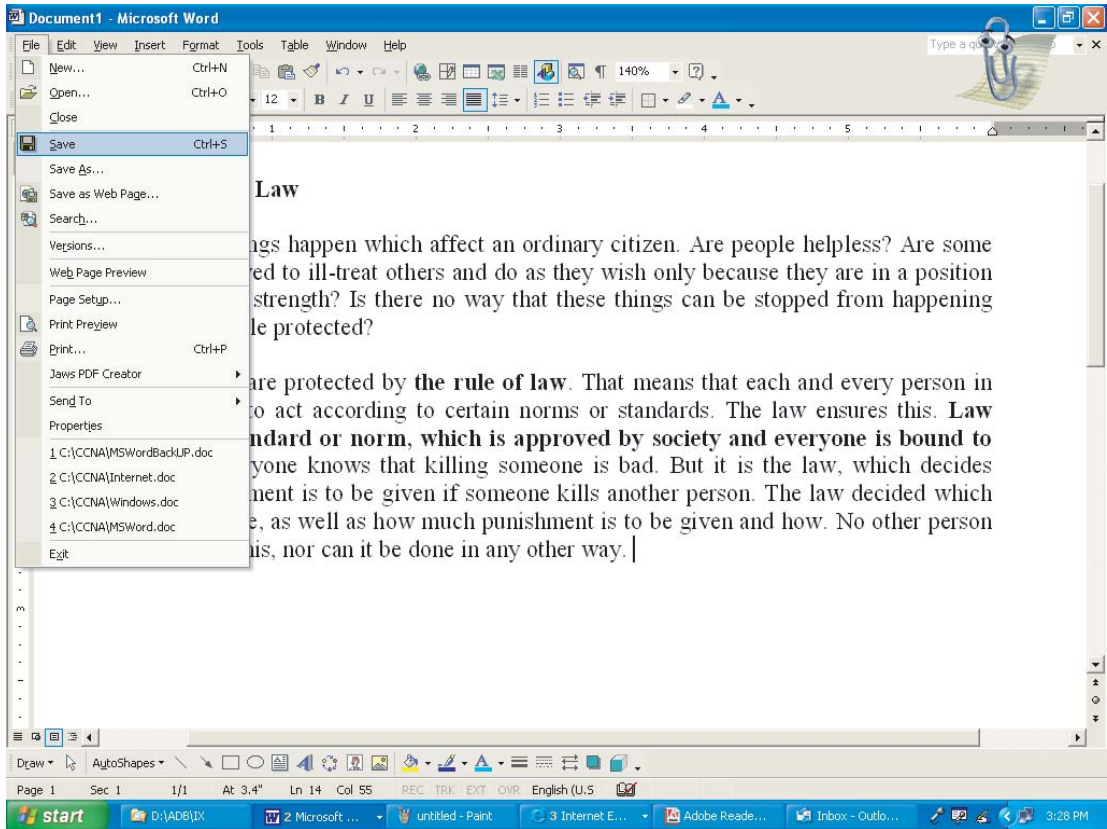 Document1 - Microsoft Word
File Edit View Insert Format Tools Table Window Help
Type a qu
New... Ctrl+N
140%
Open... Ctrl+O
12 B I U
Close
1 2 3 4 5
Save Ctrl+S
Save As...
Save as Web Page...
Search...
Versions...
Web Page Preview
Page Setup...
Print Preview
Print... Ctrl+P
Jaws PDF Creator
Send To
Properties
1 C:\CCNA\MSWordBackUP.doc
2 C:\CCNA\Internet.doc
3 C:\CCNA\Windows.doc
4 C:\CCNA\MSWord.doc
Exit
Law
ngs happen which affect an ordinary citizen. Are people helpless? Are some
ved to ill-treat others and do as they wish only because they are in a position
strength? Is there no way that these things can be stopped from happening
le protected?
are protected by the rule of law. That means that each and every person in
to act according to certain norms or standards. The law ensures this. Law
ndard or norm, which is approved by society and everyone is bound to
yone knows that killing someone is bad. But it is the law, which decides
ment is to be given if someone kills another person. The law decided which
e, as well as how much punishment is to be given and how. No other person
his, nor can it be done in any other way.
3
Draw AutoShapes
Page 1 Sec 1 1/1 At 3.4" Ln 14 Col 55 REC TRK EXT OVR English (U.S
start D:\ADB\IX 2 Microsoft ... untitled - Paint 3 Internet E... Adobe Reade... Inbox - Outlo... 3:28 PM